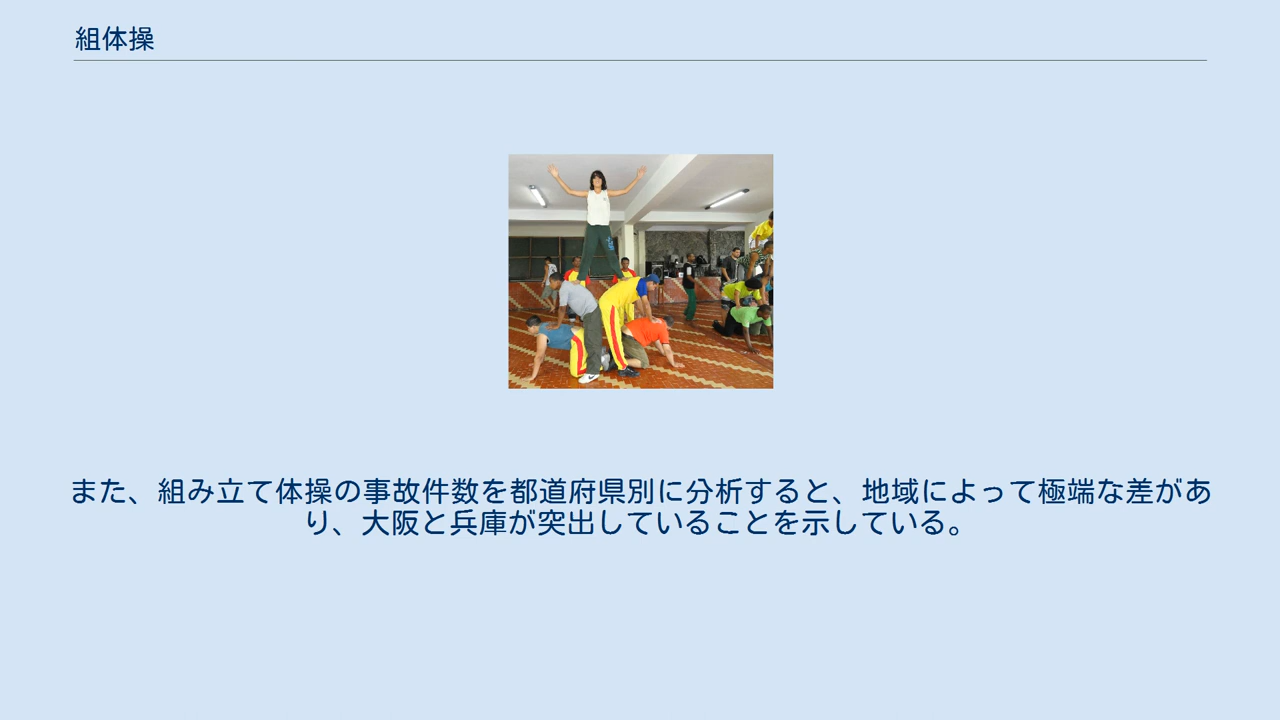 組体操
また、組み立て体操の事故件数を都道府県別に分析すると、地域によって極端な差があ
り、大阪と兵庫が突出していることを示している。